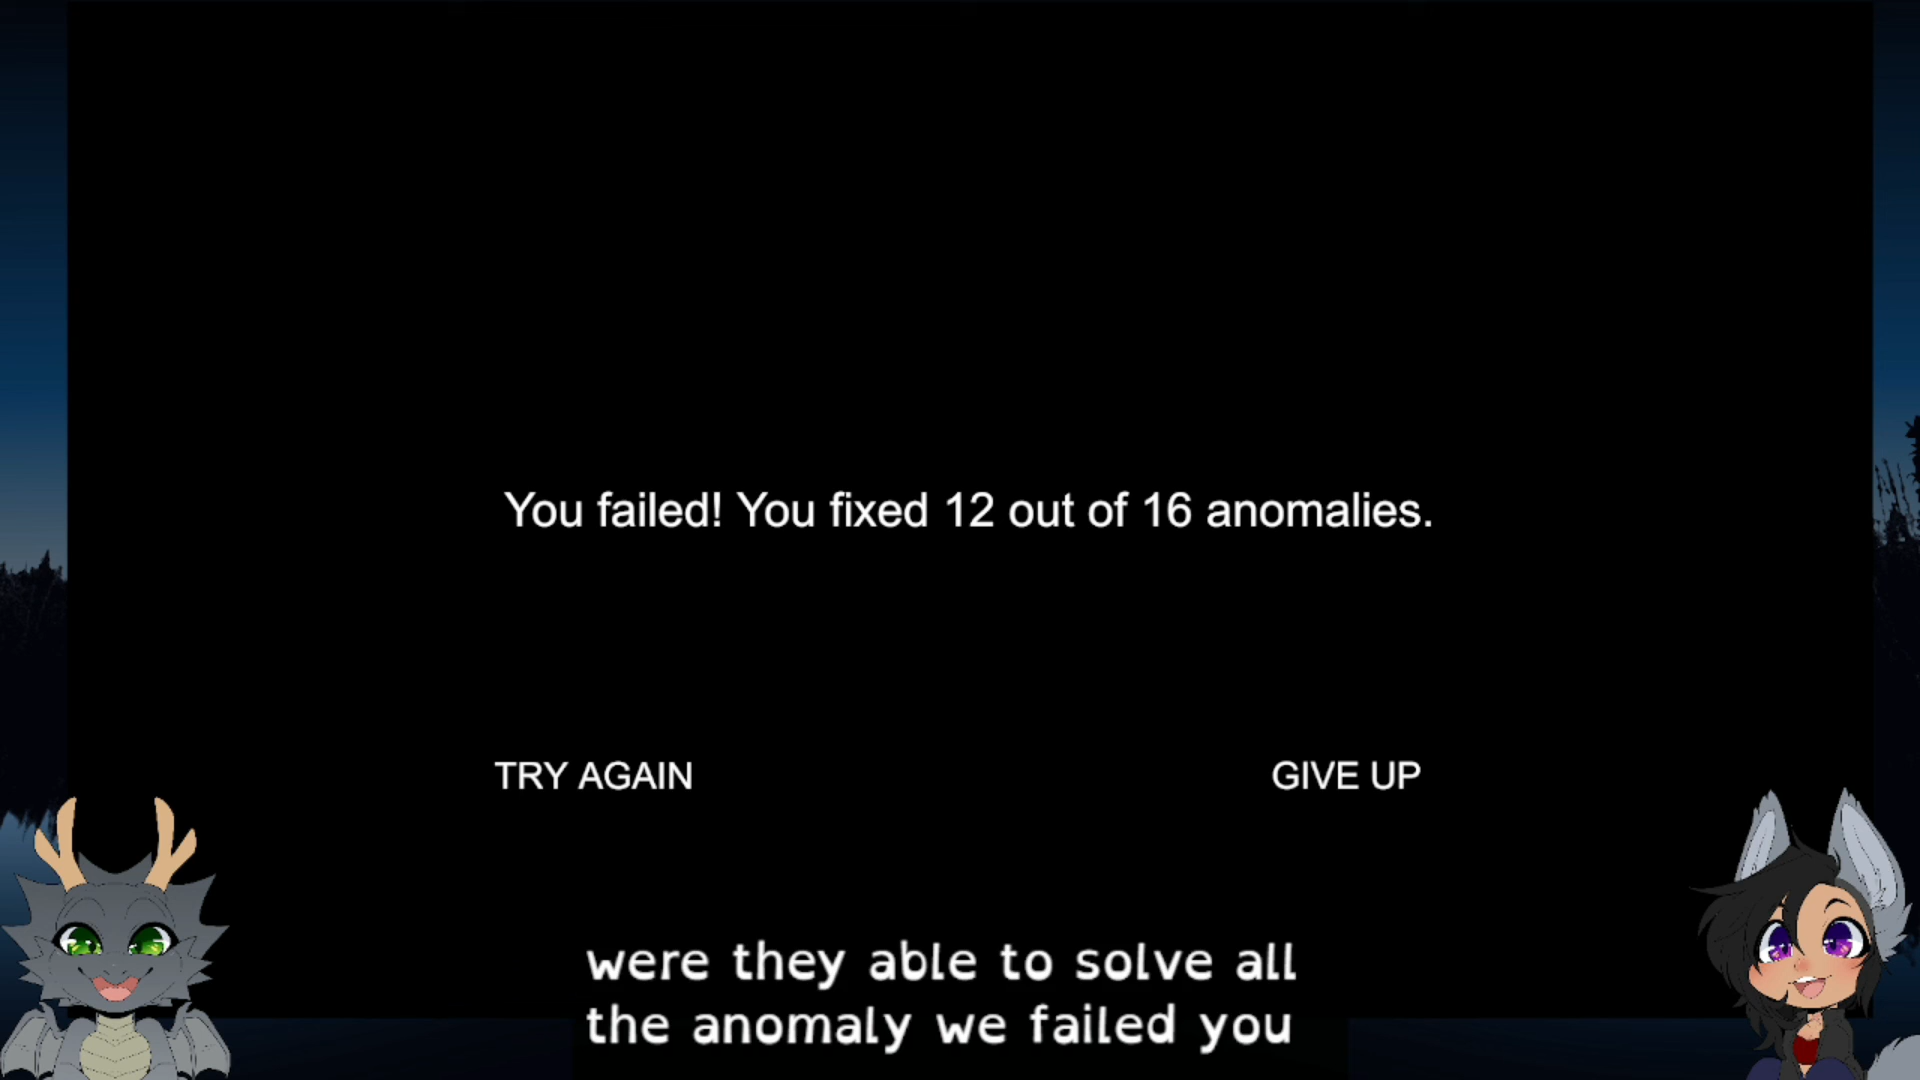 You failed! You fixed 12 out of 16 anomalies.
TRY AGAIN
GIVE UP
were they able to solve all
the anomaly we failed you